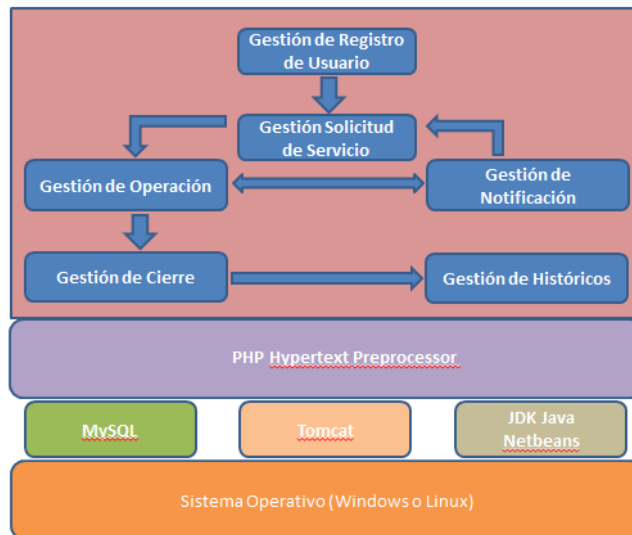 Gestión de Registro
de Usuario
Gestión Solicitud
de Servicio
Gestión de Operación
Gestión de
Notificación
Gestión de Cierre
Gestión de Históricos
PHP Hypertext Preprocessor
MySQL
Tomcat
JDK Java
Netbeans
Sistema Operativo (Windows o Linux)